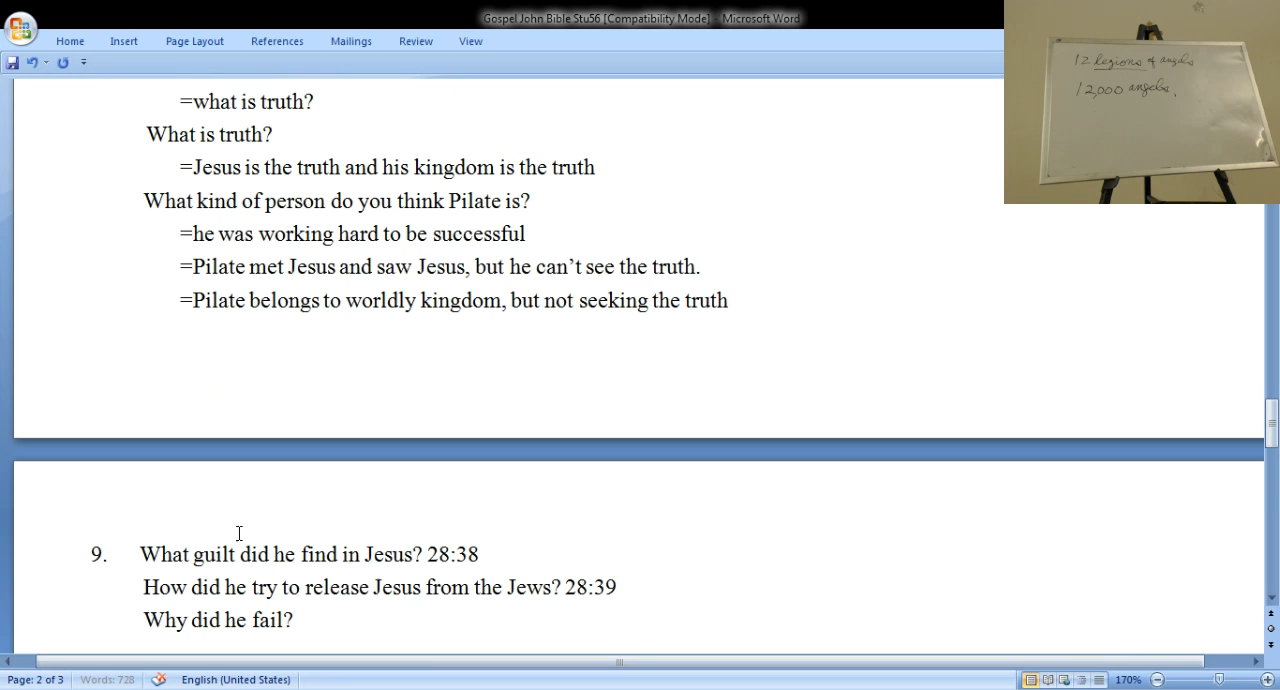 Gospel John Bible Stu56 [Compatibility Mode] - Microsoft Word
Home Insert Page Layout References Mailings Review View
12 legions of angels
12,000 angels.
=what is truth?
What is truth?
=Jesus is the truth and his kingdom is the truth
What kind of person do you think Pilate is?
=he was working hard to be successful
=Pilate met Jesus and saw Jesus, but he can’t see the truth.
=Pilate belongs to worldly kingdom, but not seeking the truth
9. What guilt did he find in Jesus? 28:38
How did he try to release Jesus from the Jews? 28:39
Why did he fail?
Page: 2 of 3 Words: 728 English (United States) 170%